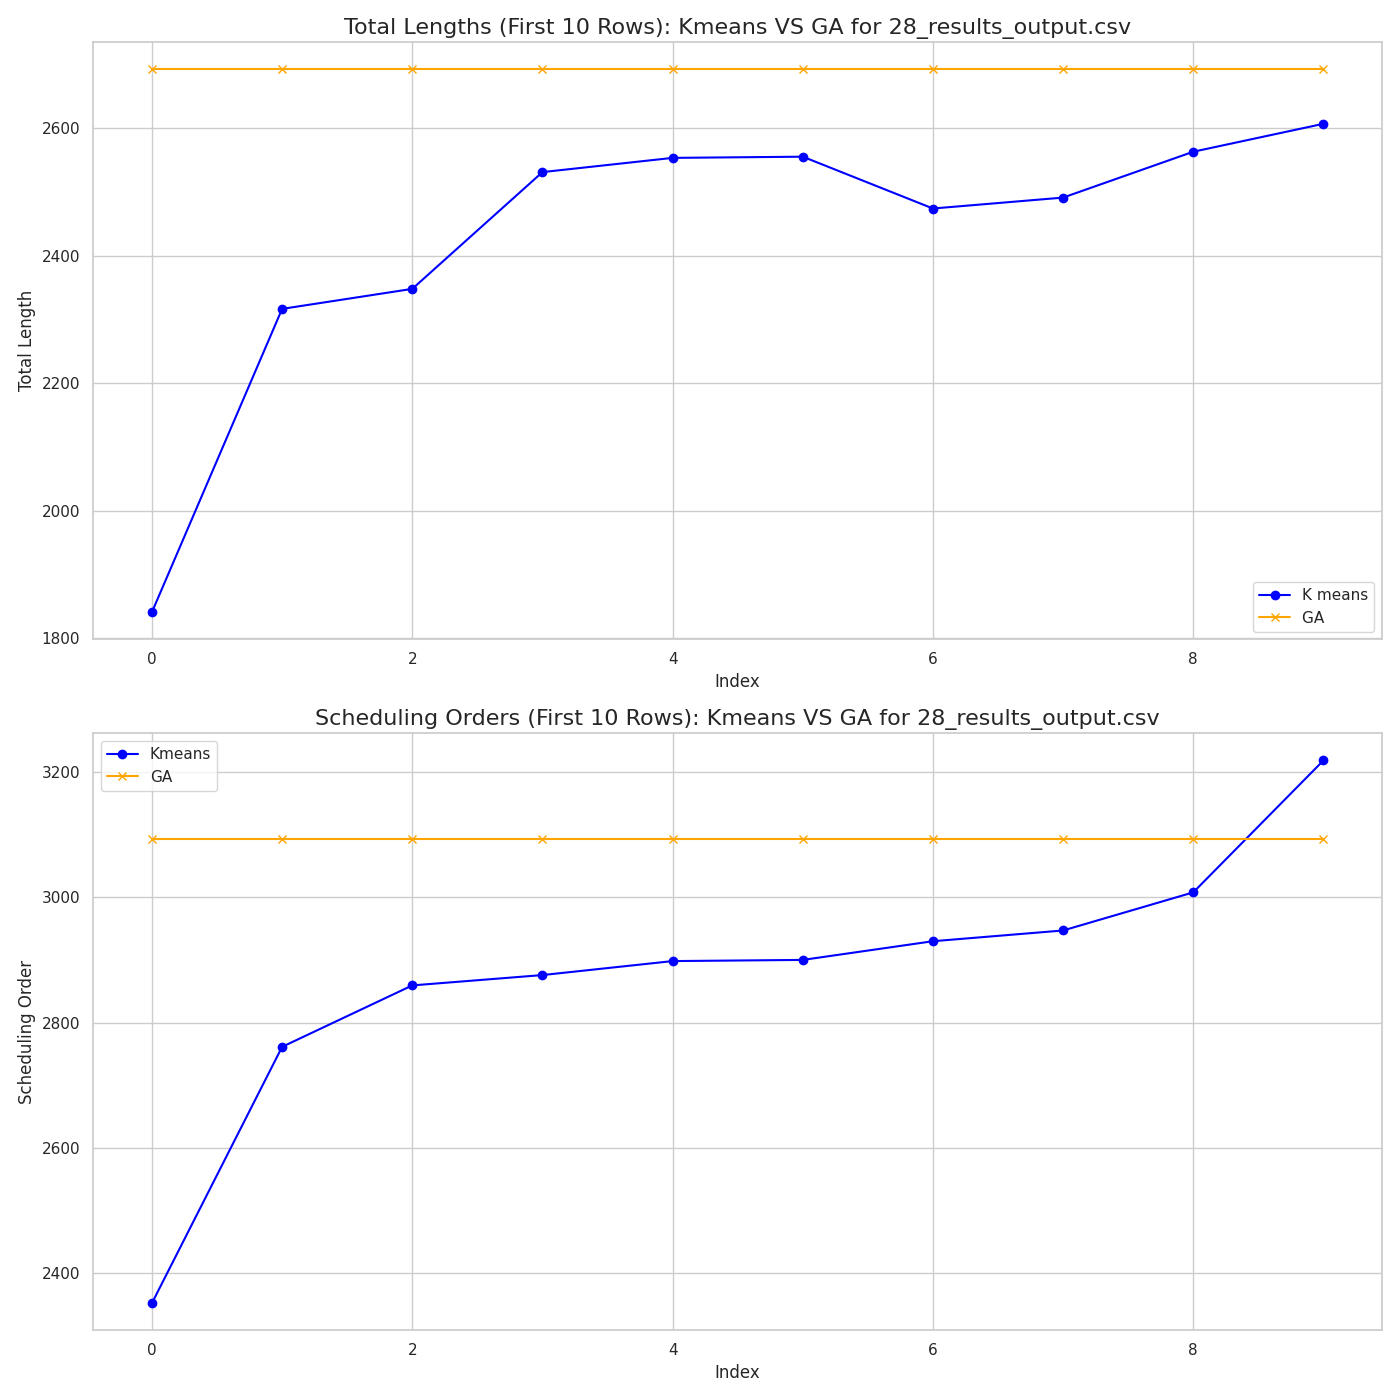 Total Lengths (First 10 Rows): Kmeans VS GA for 28_results_output.csv
2600
2400
2200
2000
1800
Total Length
K means
GA
0 2 4 6 8
Index
Scheduling Orders (First 10 Rows): Kmeans VS GA for 28_results_output.csv
Kmeans
GA
3200
3000
2800
2600
2400
Scheduling Order
0 2 4 6 8
Index